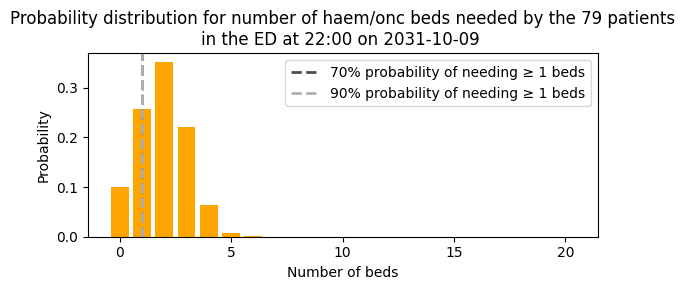 Probability distribution for number of haem/onc beds needed by the 79 patients
in the ED at 22:00 on 2031-10-09
70% probability of needing ≥ 1 beds
90% probability of needing ≥ 1 beds
Probability
0.3
0.2
0.1
0.0
0 5 10 15 20
Number of beds